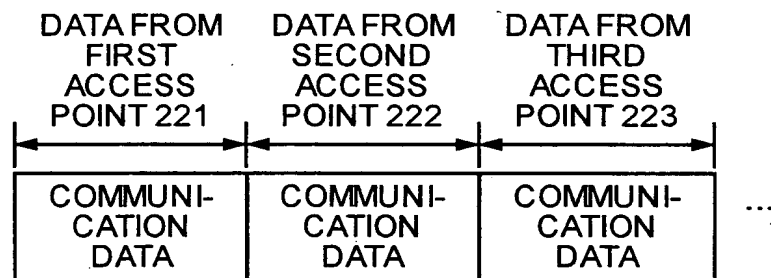 DATA FROM
FIRST
ACCESS
POINT 221
DATA FROM
SECOND
ACCESS
POINT 222
DATA FROM
THIRD
ACCESS
POINT 223
COMMUNI-
CATION
DATA
COMMUNI-
CATION
DATA
COMMUNI-
CATION
DATA
...